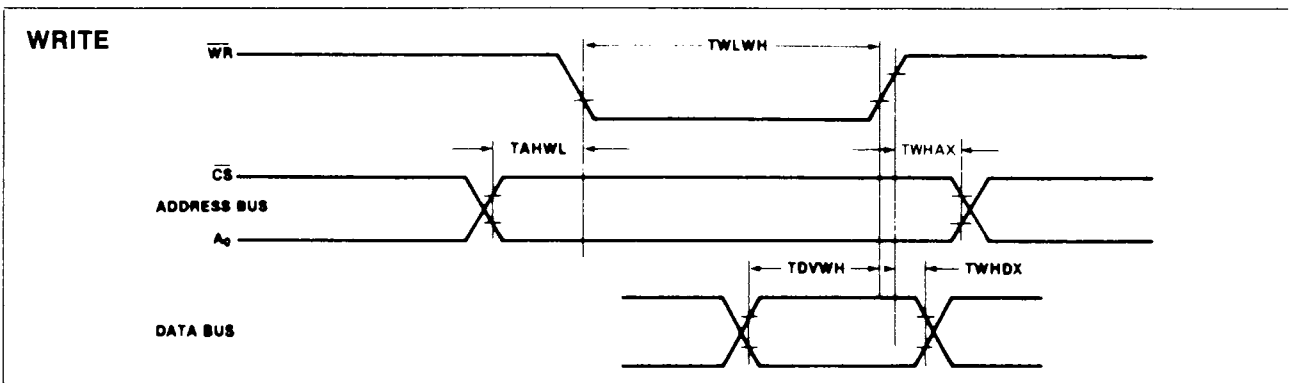 WRITE
WR
TWLWH
TAHWL
TWHAX
CS
ADDRESS BUS
A₀
TDVWH
TWHDX
DATA BUS